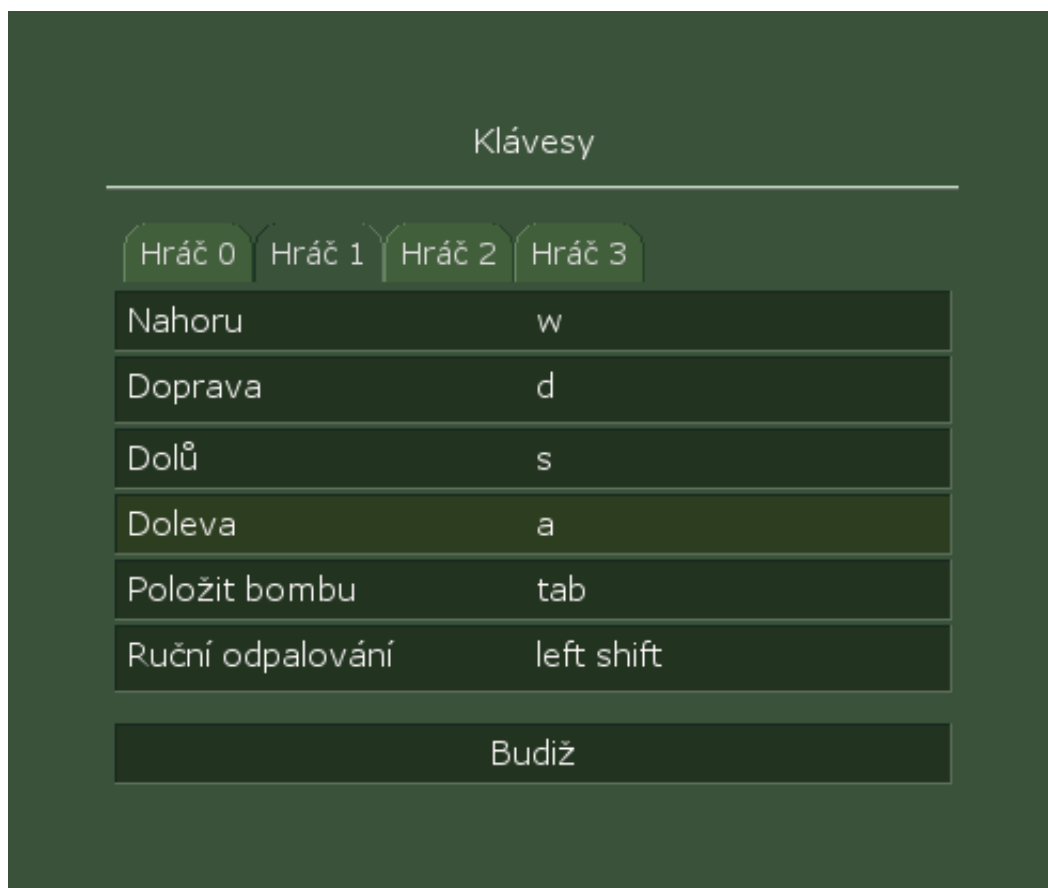 Klávesy
Hráč 0 Hráč 1 Hráč 2 Hráč 3
Nahoru w
Doprava d
Dolů s
Doleva a
Položit bombu tab
Ruční odpalování left shift
Budiž